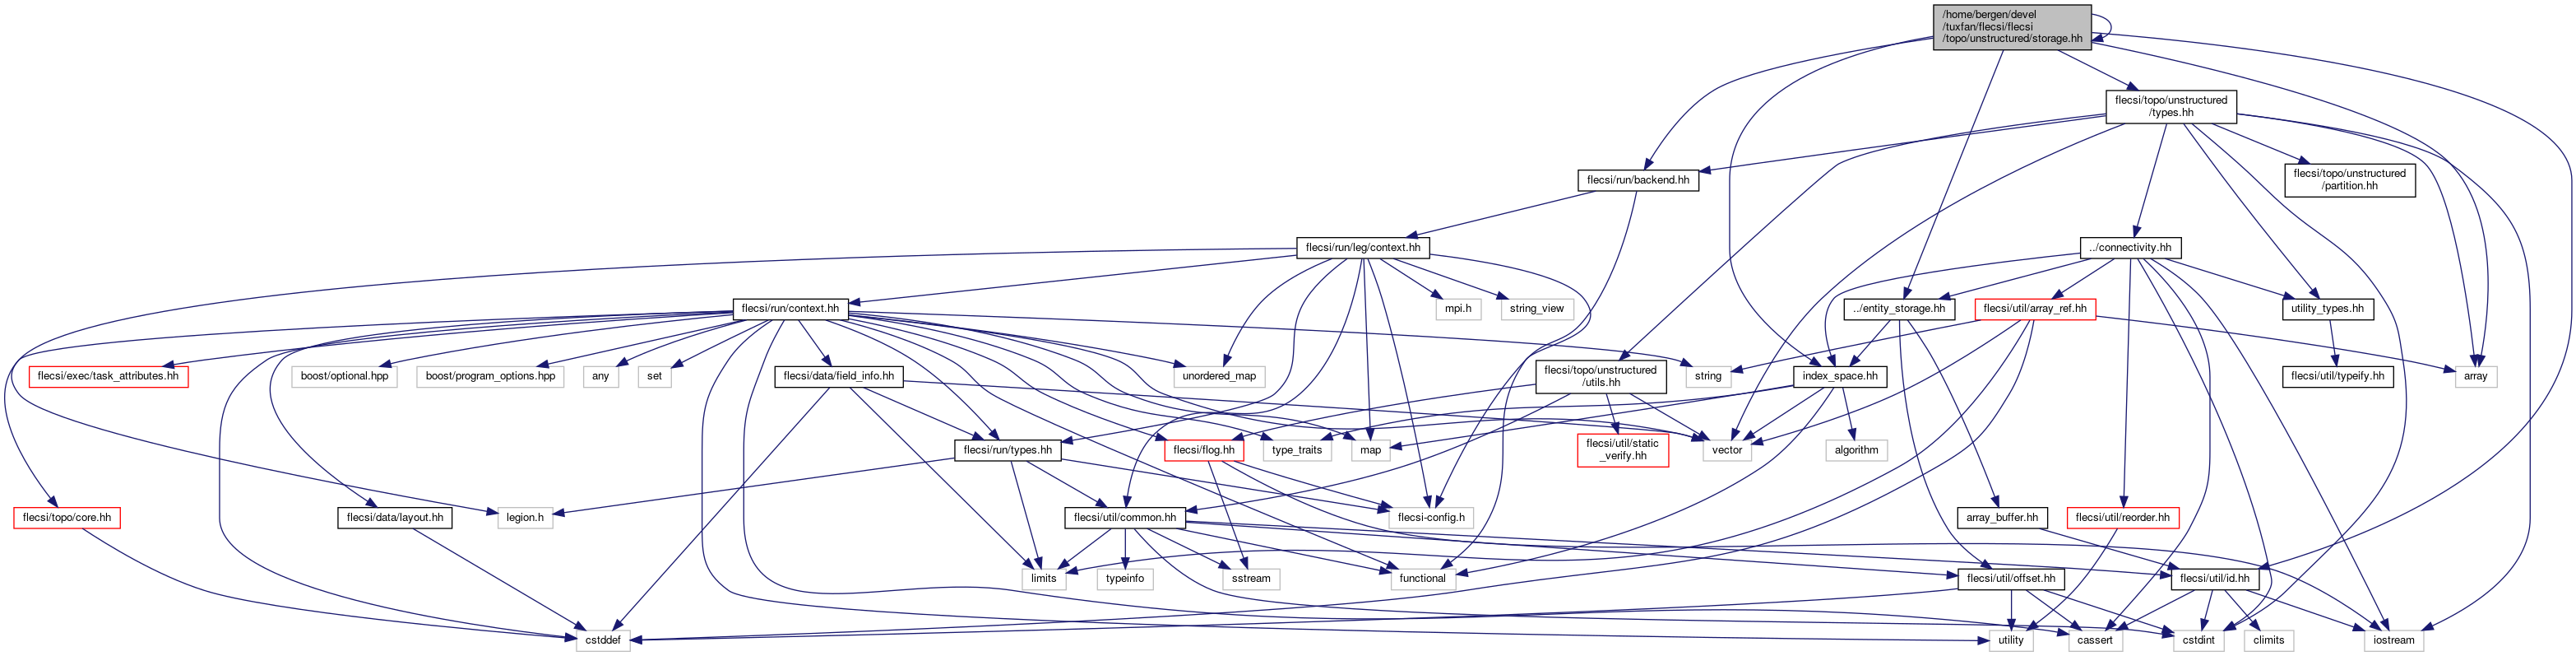 /home/bergen/devel
/tuxfan/flecsi/flecsi
/topo/unstructured/storage.hh
flecsi/topo/unstructured
/types.hh
flecsi/run/backend.hh
flecsi/topo/unstructured
/partition.hh
flecsi/run/leg/context.hh
../connectivity.hh
flecsi/run/context.hh
mpi.h
string_view
../entity_storage.hh
flecsi/util/array_ref.hh
utility_types.hh
flecsi/exec/task_attributes.hh
boost/optional.hpp
boost/program_options.hpp
any
set
flecsi/data/field_info.hh
unordered_map
flecsi/topo/unstructured
/utils.hh
string
index_space.hh
flecsi/util/typeify.hh
array
flecsi/run/types.hh
flecsi/flog.hh
type_traits
map
flecsi/util/static
_verify.hh
vector
algorithm
flecsi/topo/core.hh
flecsi/data/layout.hh
legion.h
flecsi/util/common.hh
flecsi-config.h
array_buffer.hh
flecsi/util/reorder.hh
limits
typeinfo
sstream
functional
flecsi/util/offset.hh
flecsi/util/id.hh
cstddef
utility
cassert
cstdint
climits
iostream